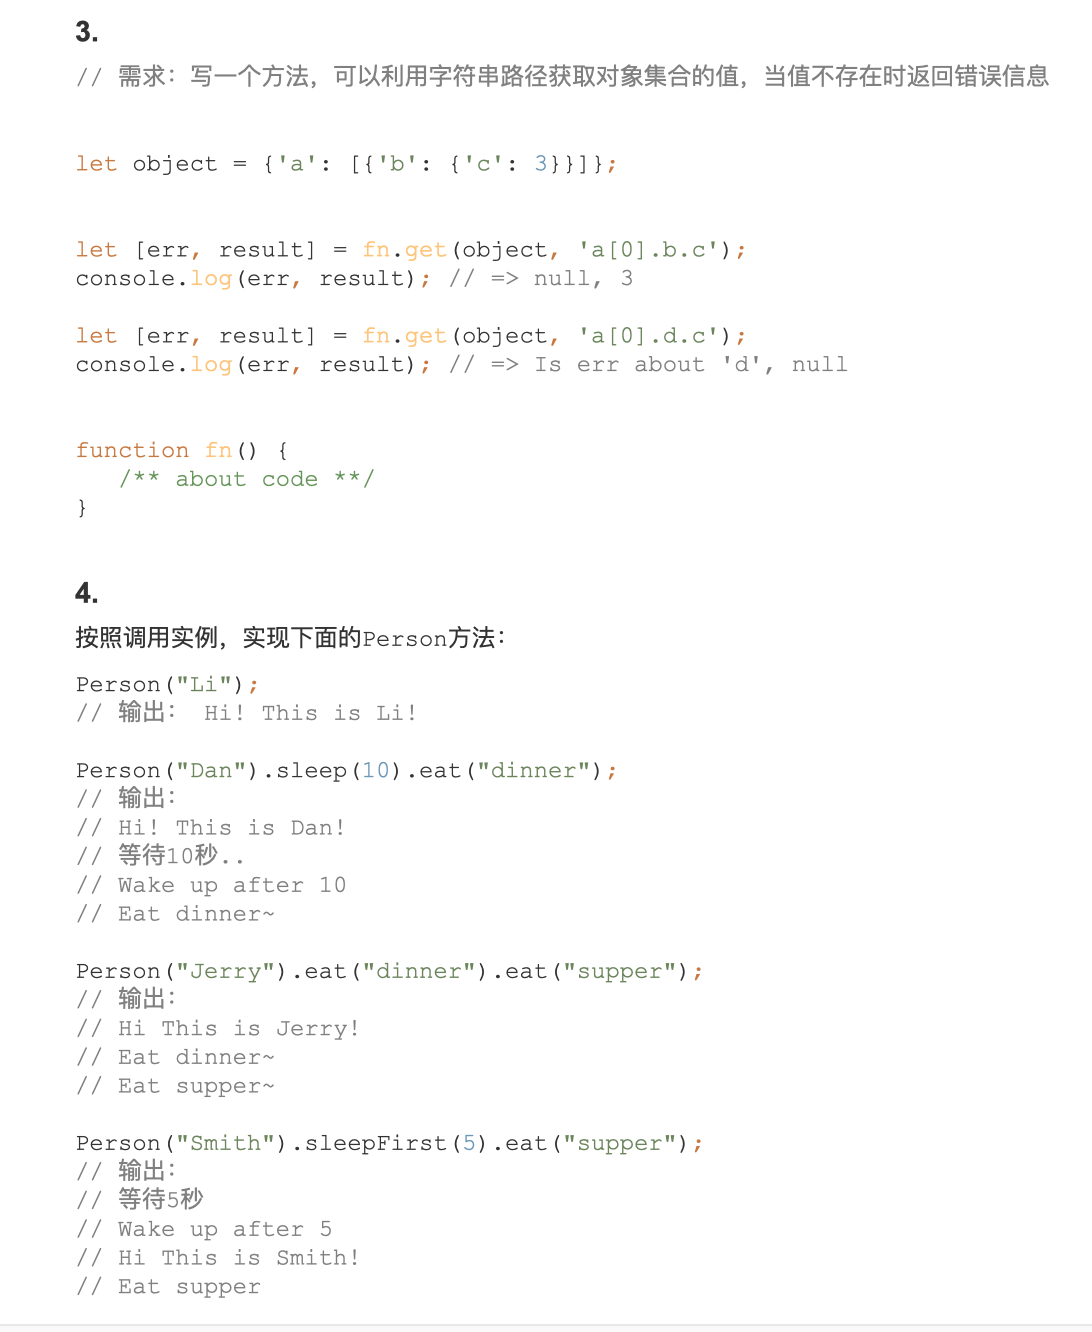 3.
// 需求：写一个方法，可以利用字符串路径获取对象集合的值，当值不存在时返回错误信息
let object = {'a': [{'b': {'c': 3}}]};
let [err, result] = fn.get(object, 'a[0].b.c');
console.log(err, result); // => null, 3
let [err, result] = fn.get(object, 'a[0].d.c');
console.log(err, result); // => Is err about 'd', null
function fn() {
/** about code **/
}
4.
按照调用实例，实现下面的Person方法：
Person("Li");
// 输出： Hi! This is Li!
Person("Dan").sleep(10).eat("dinner");
// 输出：
// Hi! This is Dan!
// 等待10秒..
// Wake up after 10
// Eat dinner~
Person("Jerry").eat("dinner").eat("supper");
// 输出：
// Hi This is Jerry!
// Eat dinner~
// Eat supper~
Person("Smith").sleepFirst(5).eat("supper");
// 输出：
// 等待5秒
// Wake up after 5
// Hi This is Smith!
// Eat supper